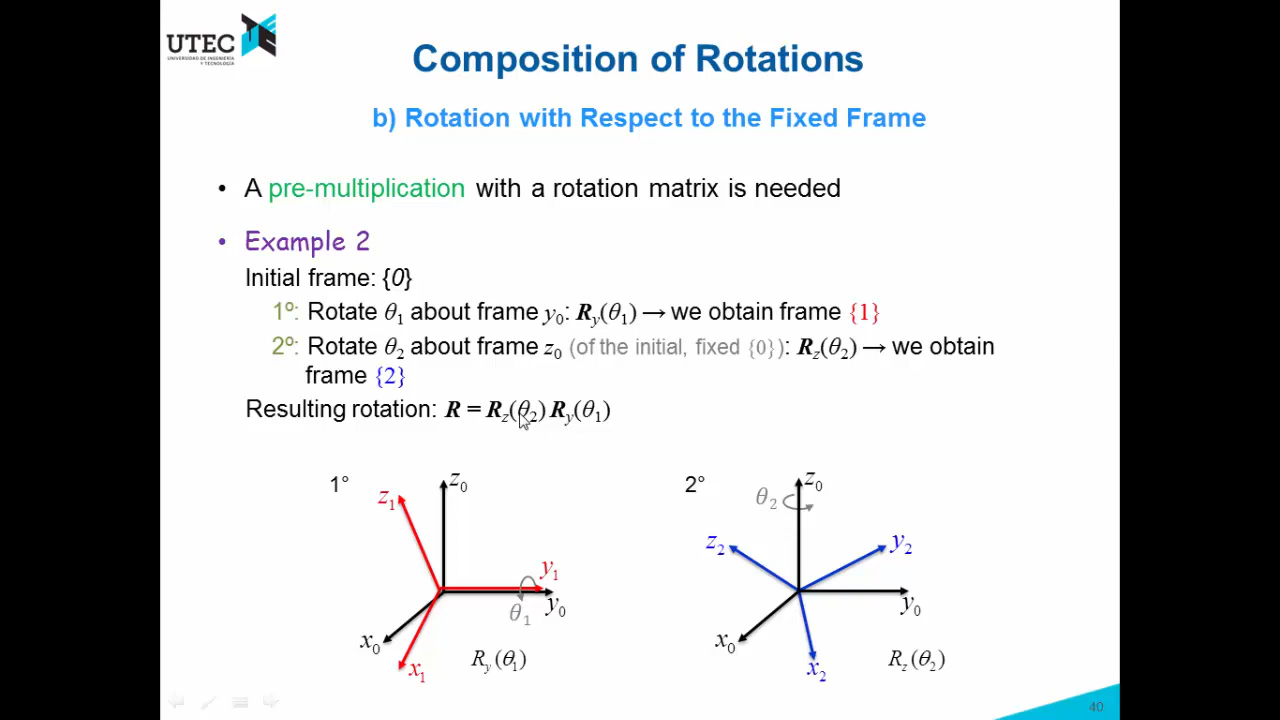 UTEC
UNIVERSIDAD DE INGENIERÍA
Y TECNOLOGÍA
Composition of Rotations
b) Rotation with Respect to the Fixed Frame
• A pre-multiplication with a rotation matrix is needed
• Example 2
Initial frame: {0}
1º: Rotate θ₁ about frame y₀: R_y(θ₁) → we obtain frame {1}
2º: Rotate θ₂ about frame z₀ (of the initial, fixed {0}): R_z(θ₂) → we obtain
frame {2}
Resulting rotation: R = R_z(θ₂) R_y(θ₁)
1°
z₁
z₀
y₁
y₀
θ₁
x₀
x₁
R_y(θ₁)
2°
z₀
θ₂
z₂
y₂
y₀
x₀
x₂
R_z(θ₂)
40